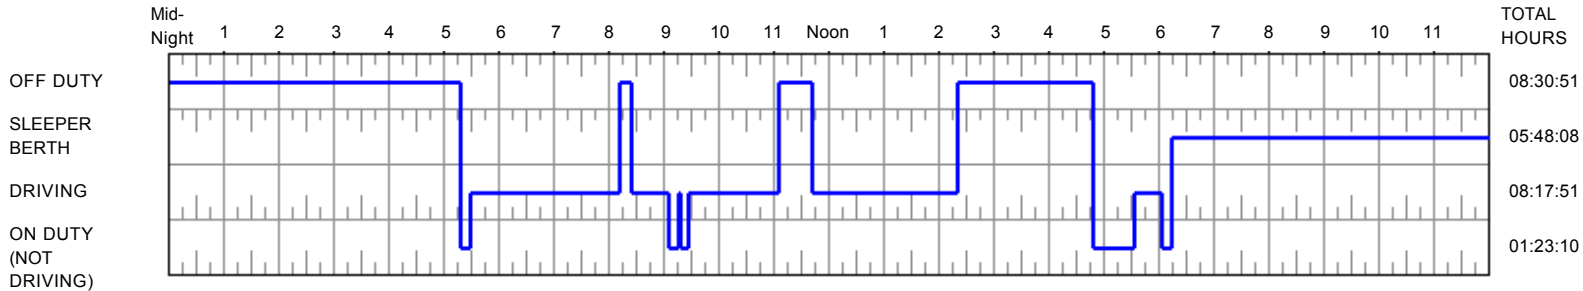 Mid-
Night 1 2 3 4 5 6 7 8 9 10 11 Noon 1 2 3 4 5 6 7 8 9 10 11
TOTAL
HOURS
OFF DUTY 08:30:51
SLEEPER
BERTH
05:48:08
DRIVING 08:17:51
ON DUTY
(NOT
DRIVING)
01:23:10